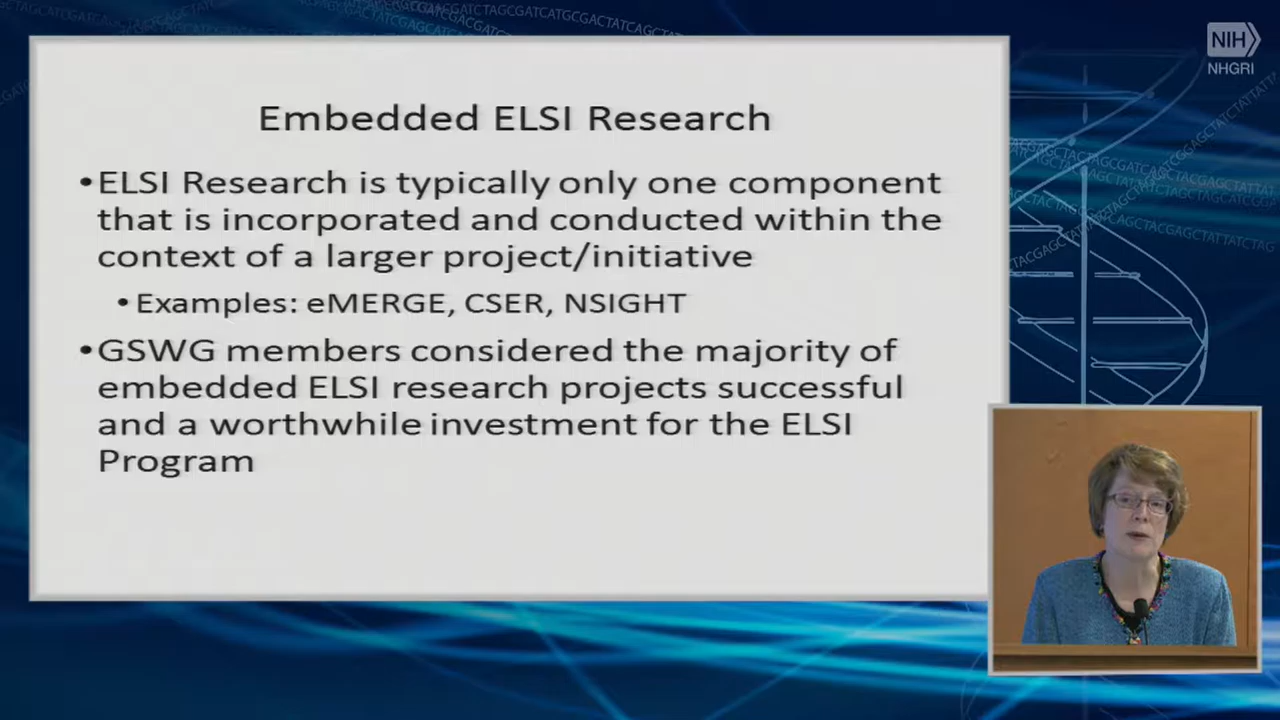 NIH
NHGRI
Embedded ELSI Research
•ELSI Research is typically only one component
that is incorporated and conducted within the
context of a larger project/initiative
•Examples: eMERGE, CSER, NSIGHT
•GSWG members considered the majority of
embedded ELSI research projects successful
and a worthwhile investment for the ELSI
Program